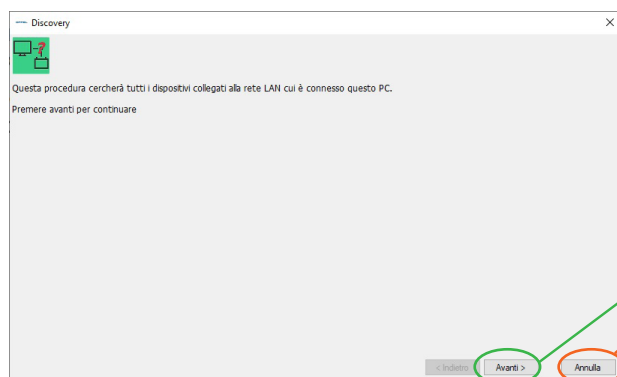 Discovery
Questa procedura cercherà tutti i dispositivi collegati alla rete LAN cui è connesso questo PC.
Premere avanti per continuare
< Indietro Avanti > Annulla